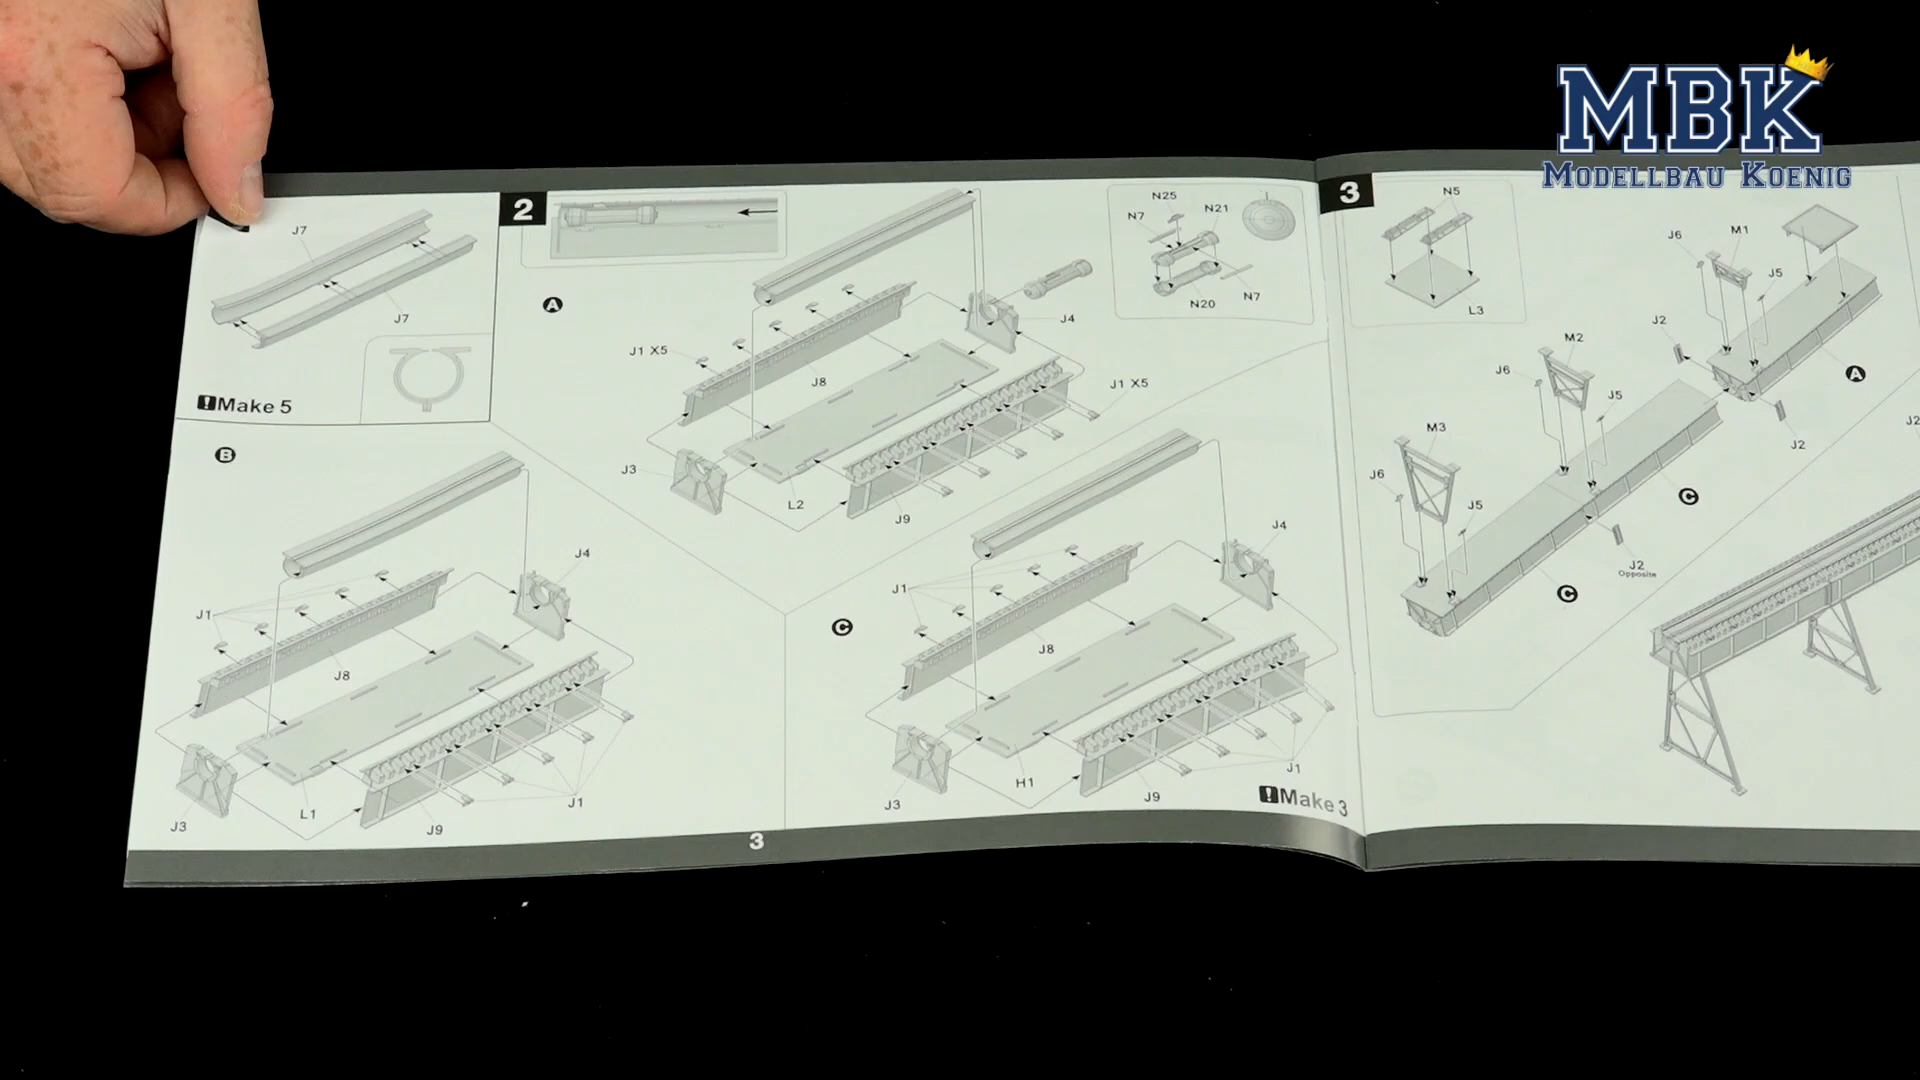 MBK
MODELLBAU KOENIG
J7
J7
!Make 5
2
A
N25
N7
N21
N20
N7
J4
J1 X5
J8
J1 X5
J3
L2
J9
B
J4
J1
J8
J3
L1
J9
J1
C
J4
J1
J8
J3
H1
J9
J1
!Make 3
3
3
N5
L3
J6
M1
J5
J2
A
J2
M2
J6
J5
C
M3
J6
J5
J2
Opposite
C